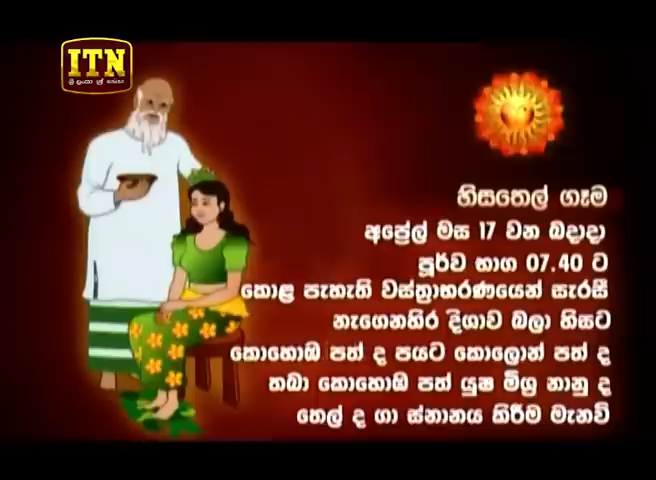 ITN
හිසතෙල් ගෑම
අප්‍රේල් මස 17 වන බදාදා
පූර්ව භාග 07.40 ට
කොළ පැහැති වස්ත්‍රාභරණයෙන් සැරසී
නැගෙනහිර දිශාව බලා හිසට
කොහොඹ පත් ද පයට කොලොන් පත් ද
තබා කොහොඹ පත් යුෂ මිශ්‍ර නානු ද
තෙල් ද ගා ස්නානය කිරීම මැනවි